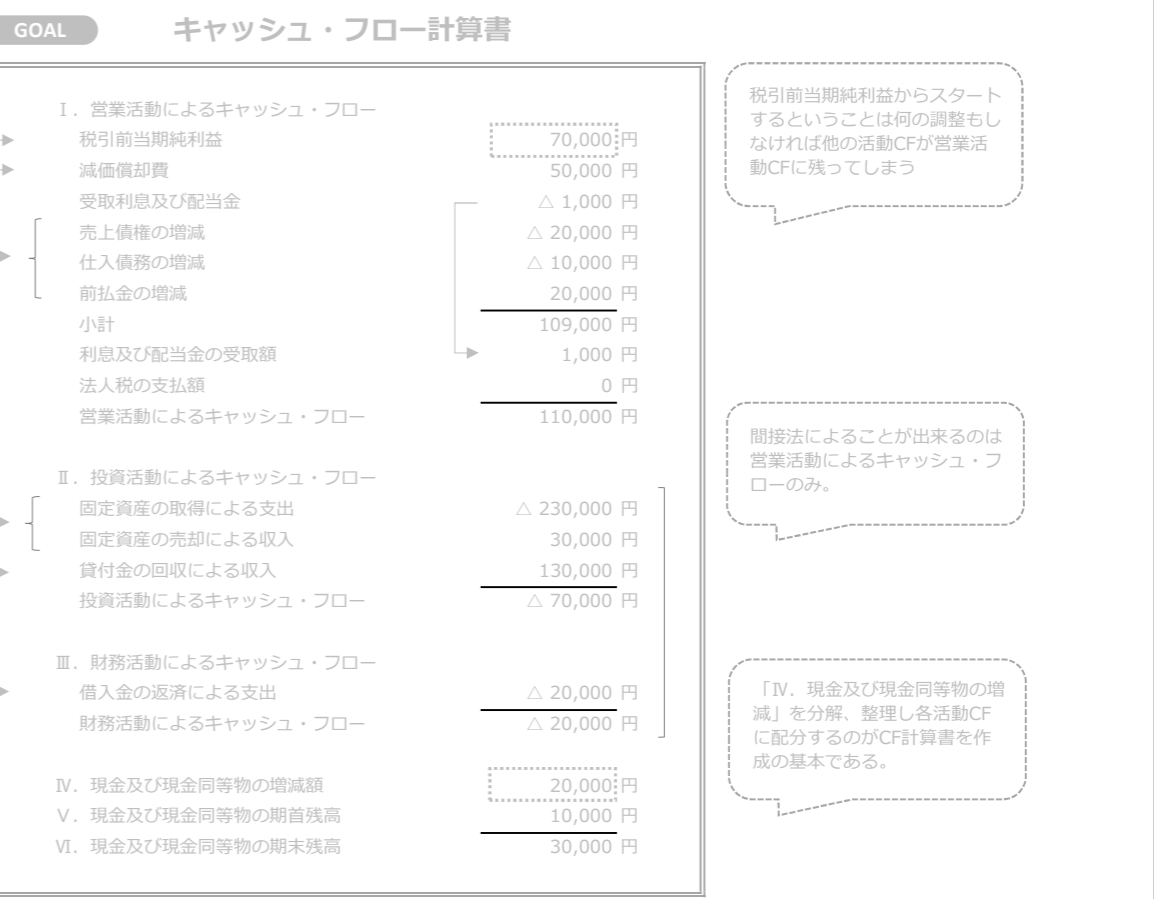 GOAL キャッシュ・フロー計算書
Ⅰ．営業活動によるキャッシュ・フロー
税引前当期純利益 70,000 円
減価償却費 50,000 円
受取利息及び配当金 △ 1,000 円
売上債権の増減 △ 20,000 円
仕入債務の増減 △ 10,000 円
前払金の増減 20,000 円
小計 109,000 円
利息及び配当金の受取額 1,000 円
法人税の支払額 0 円
営業活動によるキャッシュ・フロー 110,000 円
Ⅱ．投資活動によるキャッシュ・フロー
固定資産の取得による支出 △ 230,000 円
固定資産の売却による収入 30,000 円
貸付金の回収による収入 130,000 円
投資活動によるキャッシュ・フロー △ 70,000 円
Ⅲ．財務活動によるキャッシュ・フロー
借入金の返済による支出 △ 20,000 円
財務活動によるキャッシュ・フロー △ 20,000 円
Ⅳ．現金及び現金同等物の増減額 20,000 円
Ⅴ．現金及び現金同等物の期首残高 10,000 円
Ⅵ．現金及び現金同等物の期末残高 30,000 円
税引前当期純利益からスタート
するということは何の調整もし
なければ他の活動CFが営業活
動CFに残ってしまう
間接法によることが出来るのは
営業活動によるキャッシュ・フ
ローのみ。
「Ⅳ．現金及び現金同等物の増
減」を分解、整理し各活動CF
に配分するのがCF計算書を作
成の基本である。